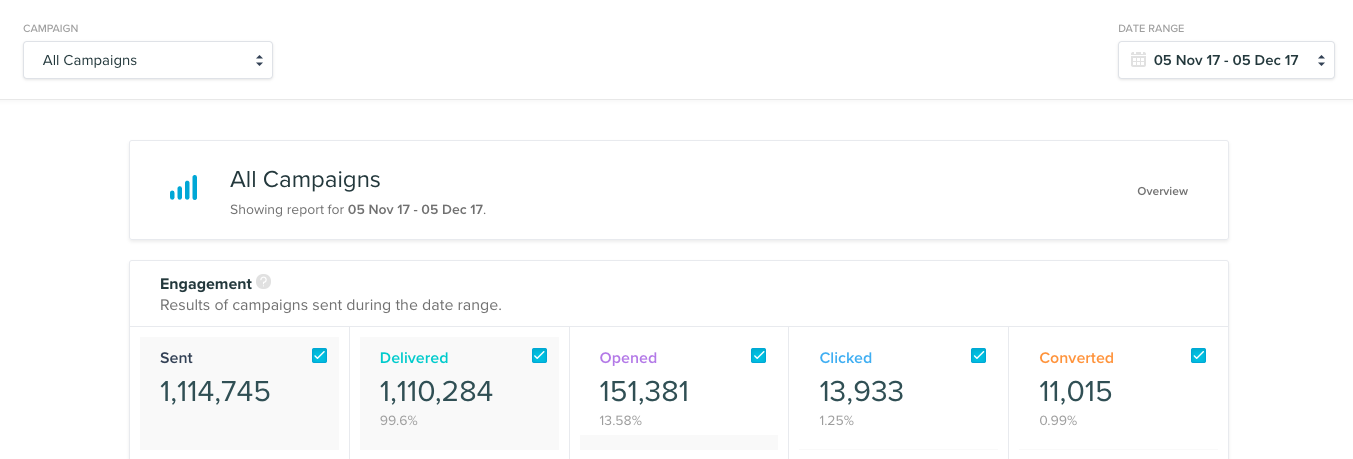 CAMPAIGN
DATE RANGE
All Campaigns
05 Nov 17 - 05 Dec 17
All Campaigns
Showing report for 05 Nov 17 - 05 Dec 17.
Overview
Engagement ?
Results of campaigns sent during the date range.
Sent
1,114,745
Delivered
1,110,284
99.6%
Opened
151,381
13.58%
Clicked
13,933
1.25%
Converted
11,015
0.99%